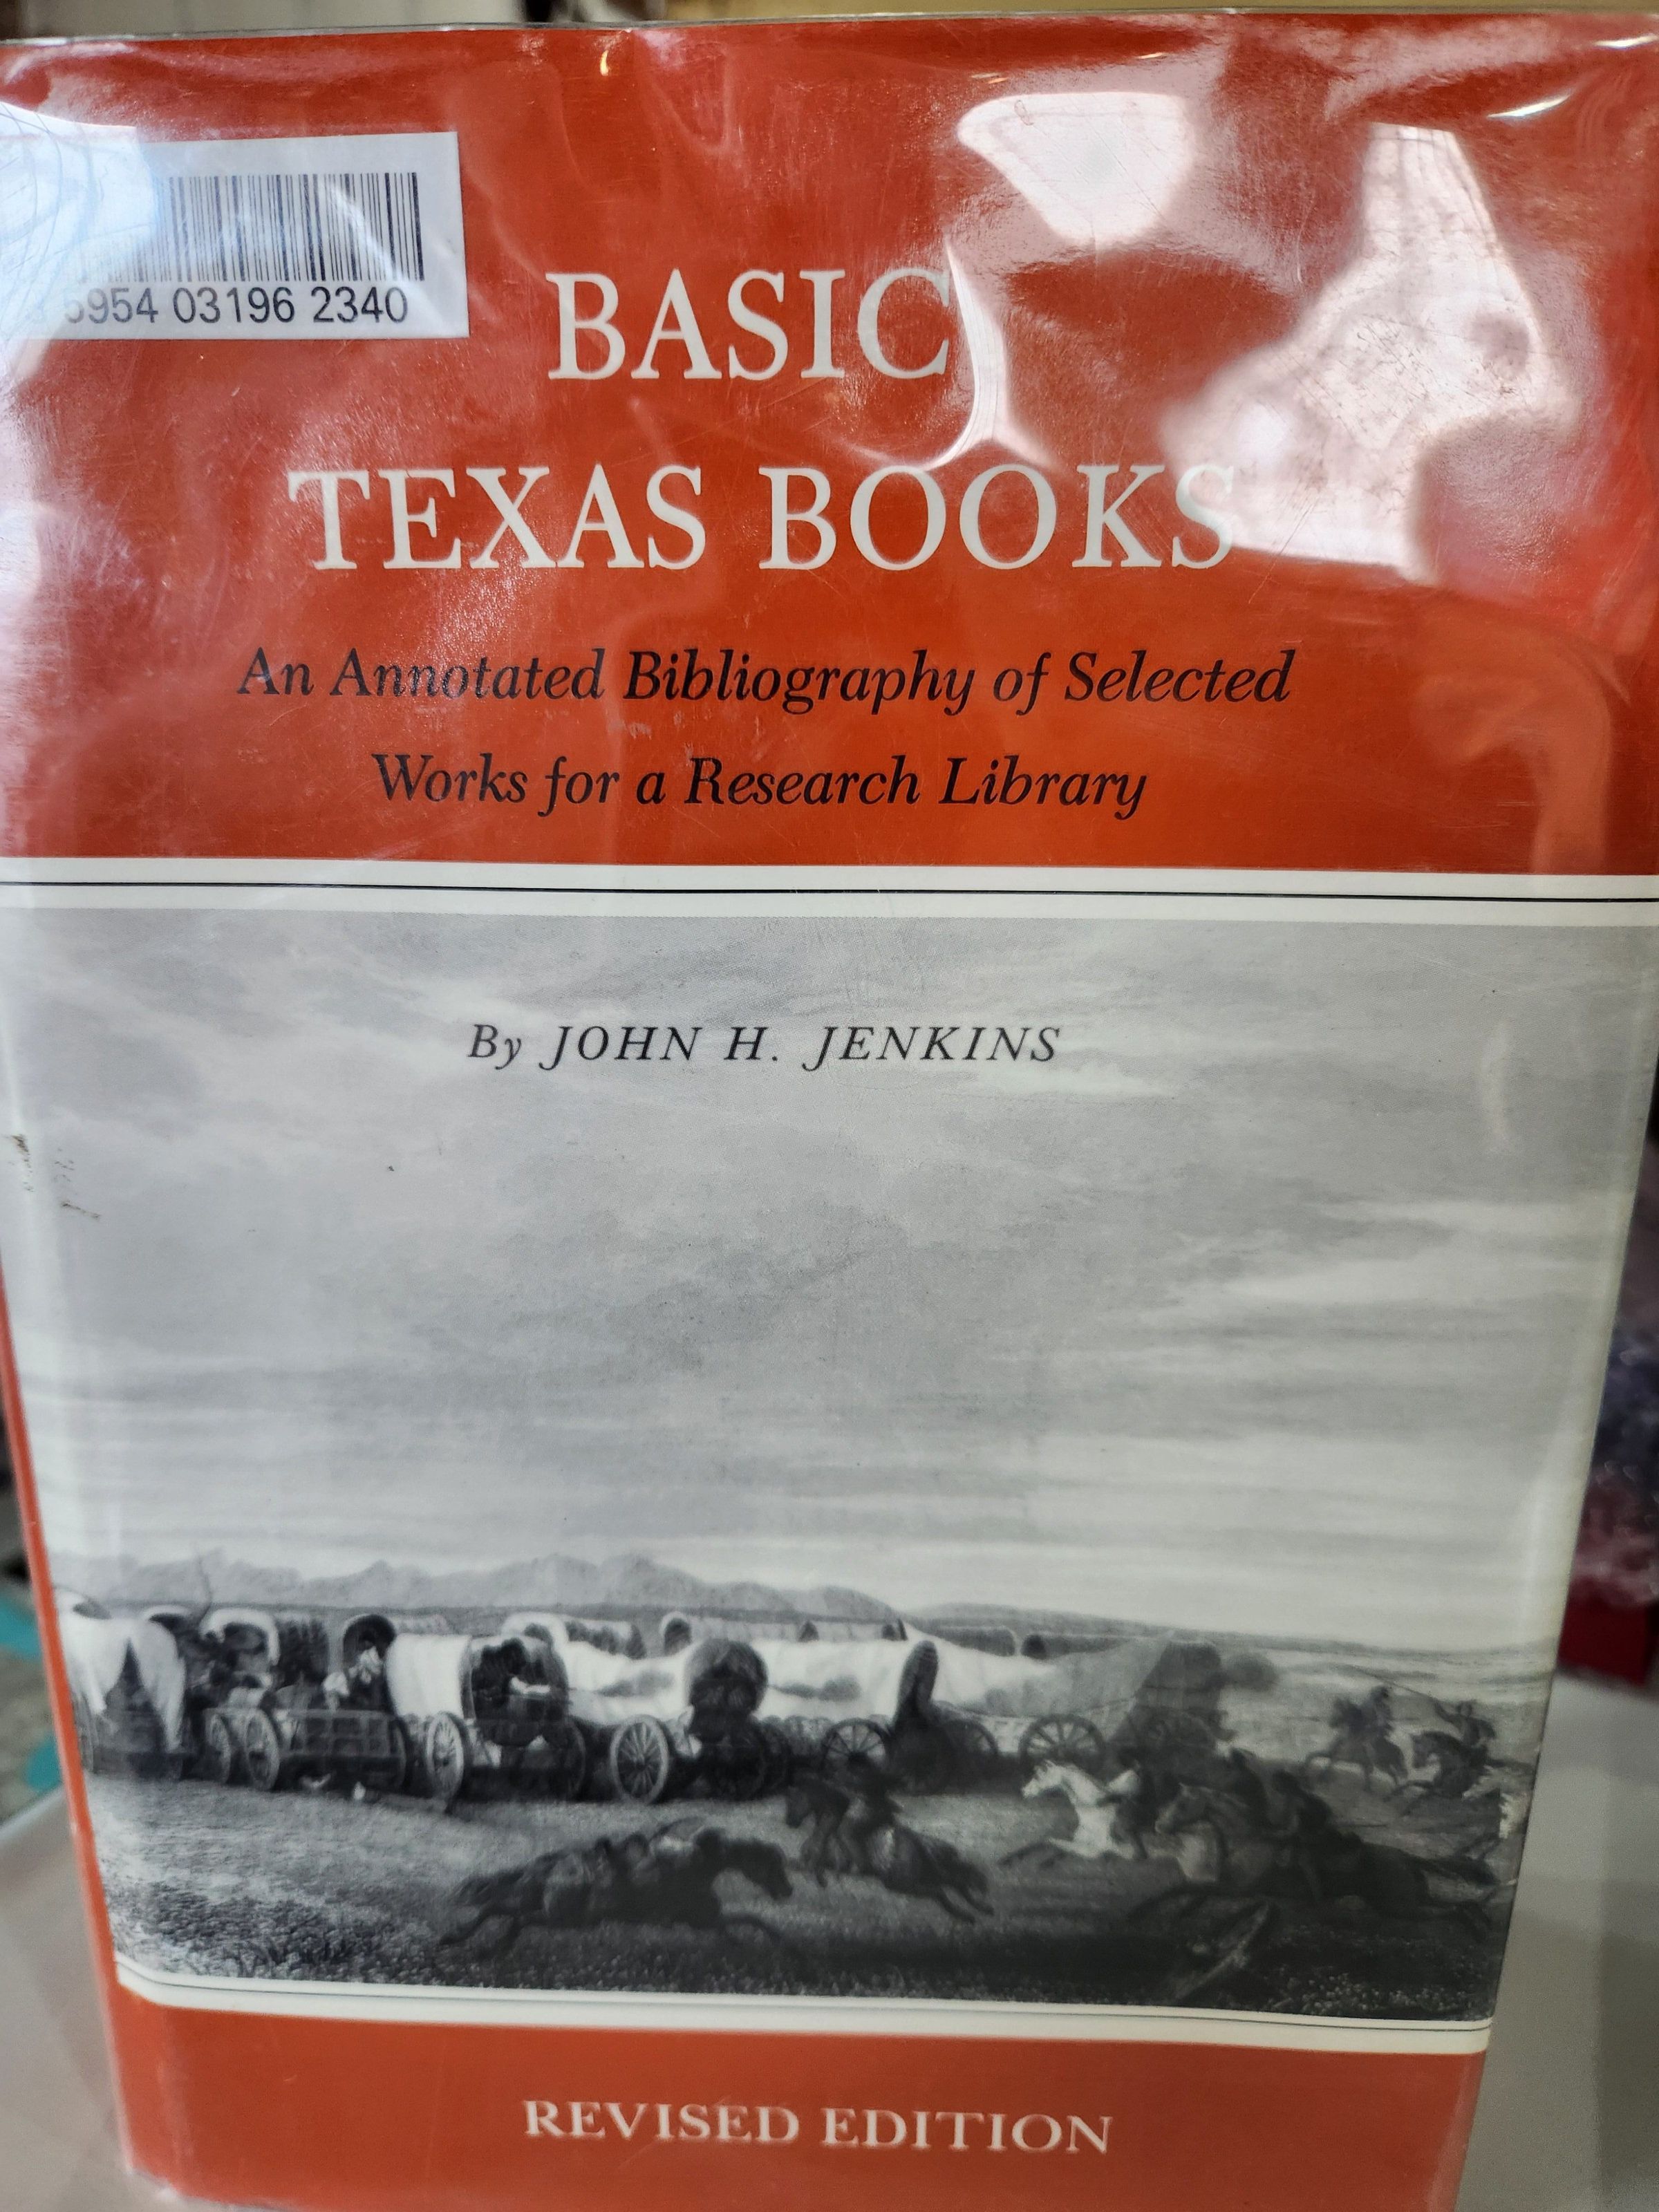 5954 03196 2340
BASIC
TEXAS BOOKS
An Annotated Bibliography of Selected
Works for a Research Library
By JOHN H. JENKINS
REVISED EDITION